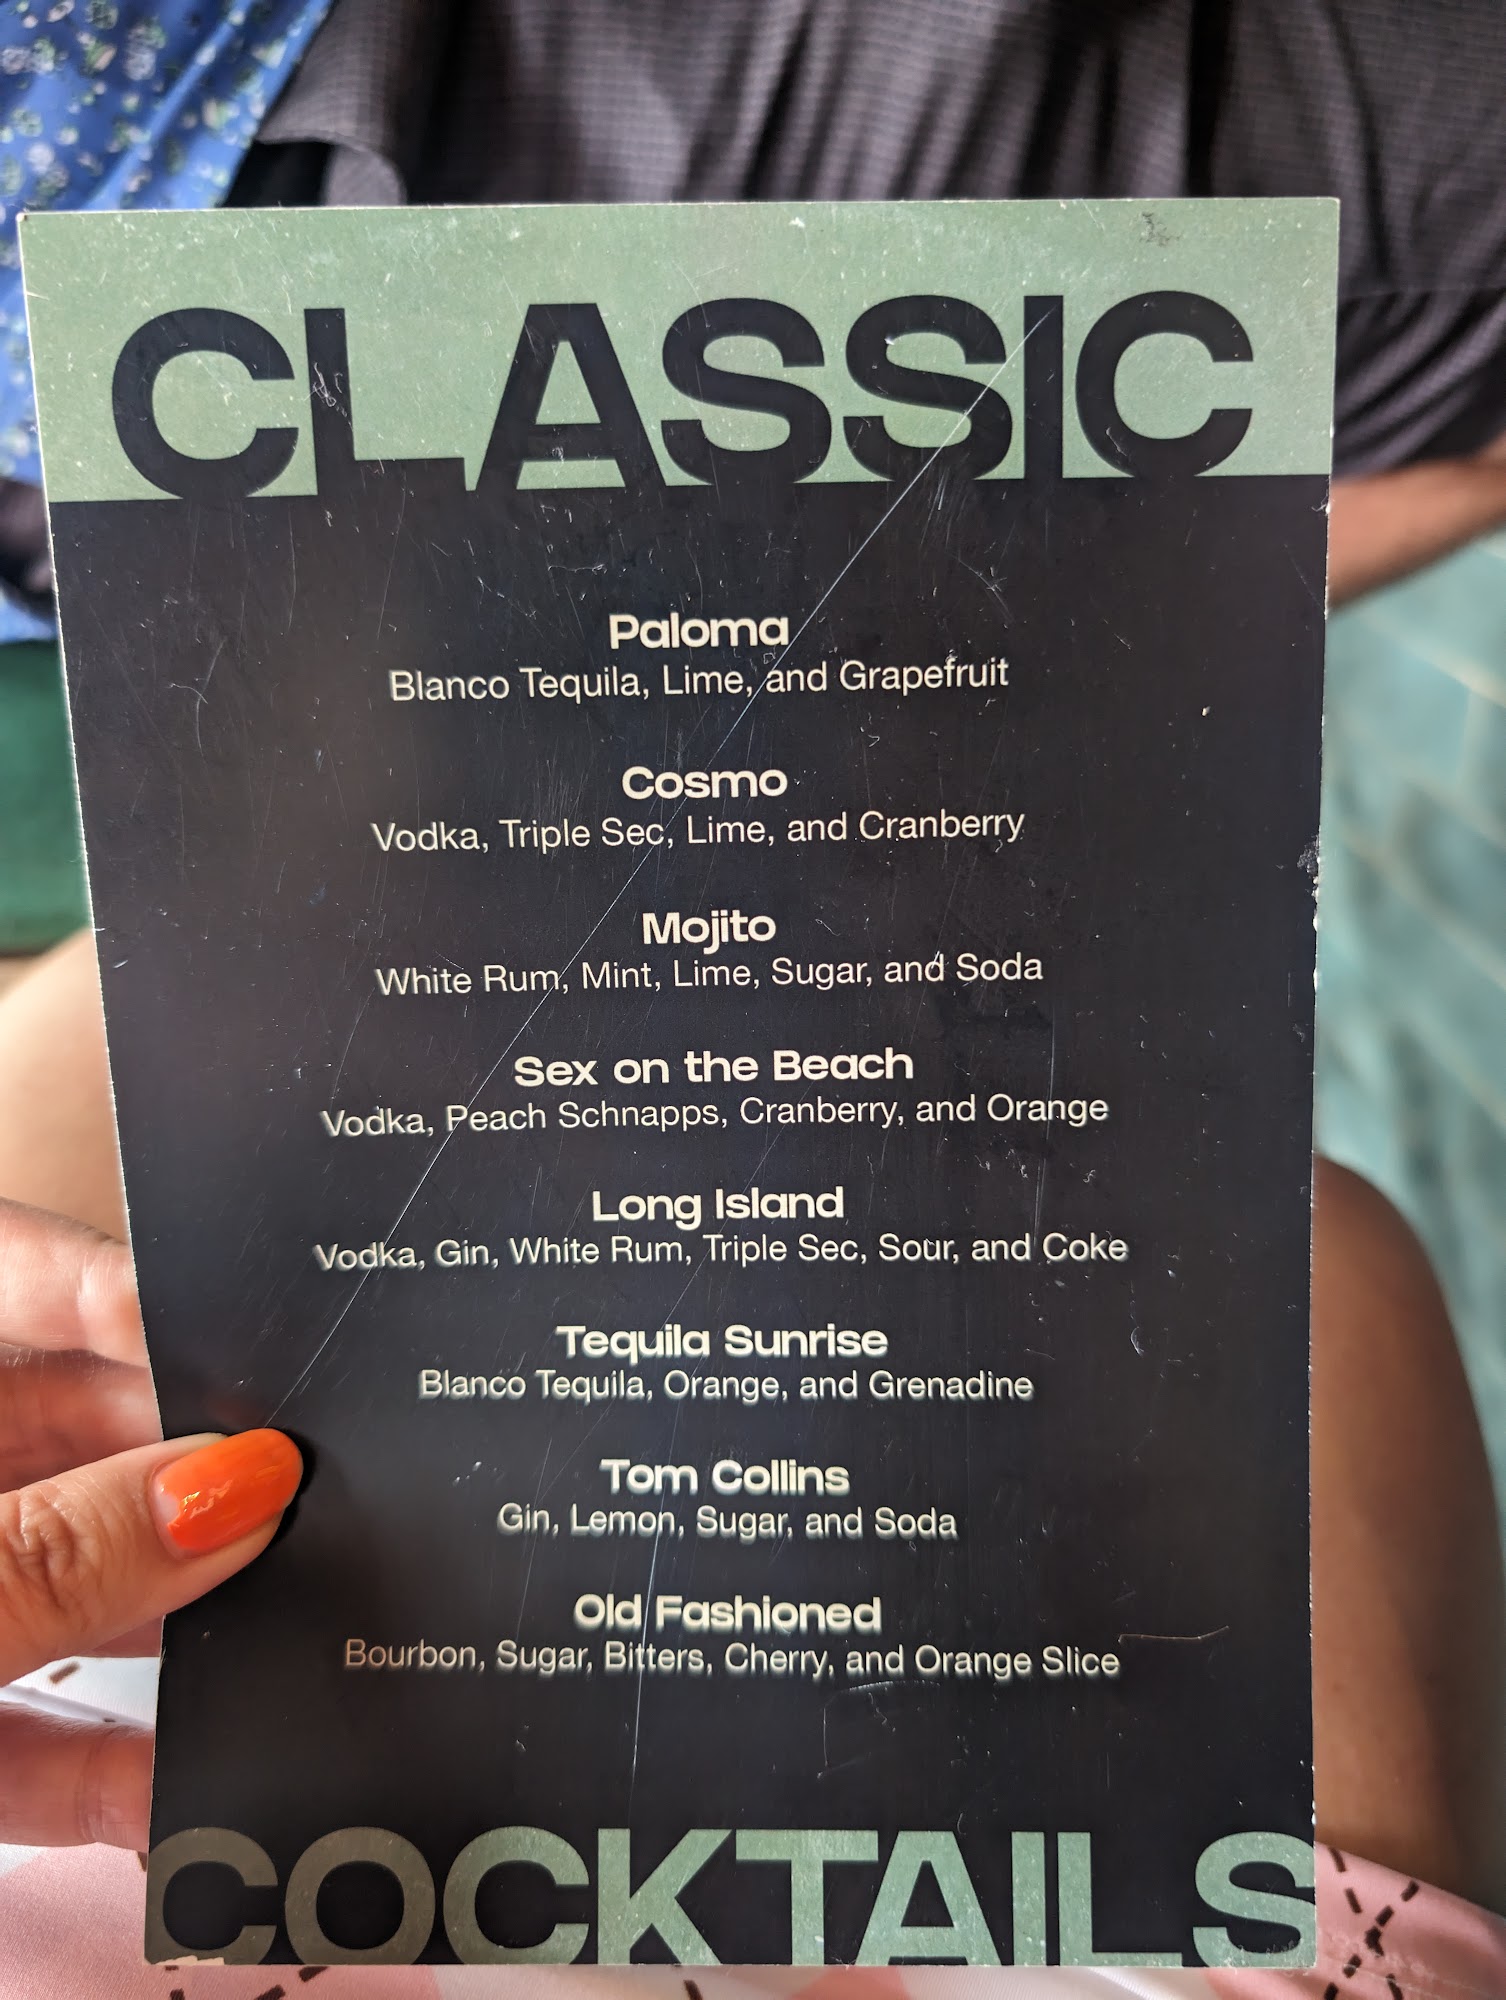 CLASSIC
Paloma
Blanco Tequila, Lime, and Grapefruit
Cosmo
Vodka, Triple Sec, Lime, and Cranberry
Mojito
White Rum, Mint, Lime, Sugar, and Soda
Sex on the Beach
Vodka, Peach Schnapps, Cranberry, and Orange
Long Island
Vodka, Gin, White Rum, Triple Sec, Sour, and Coke
Tequila Sunrise
Blanco Tequila, Orange, and Grenadine
Tom Collins
Gin, Lemon, Sugar, and Soda
Old Fashioned
Bourbon, Sugar, Bitters, Cherry, and Orange Slice
COCKTAILS